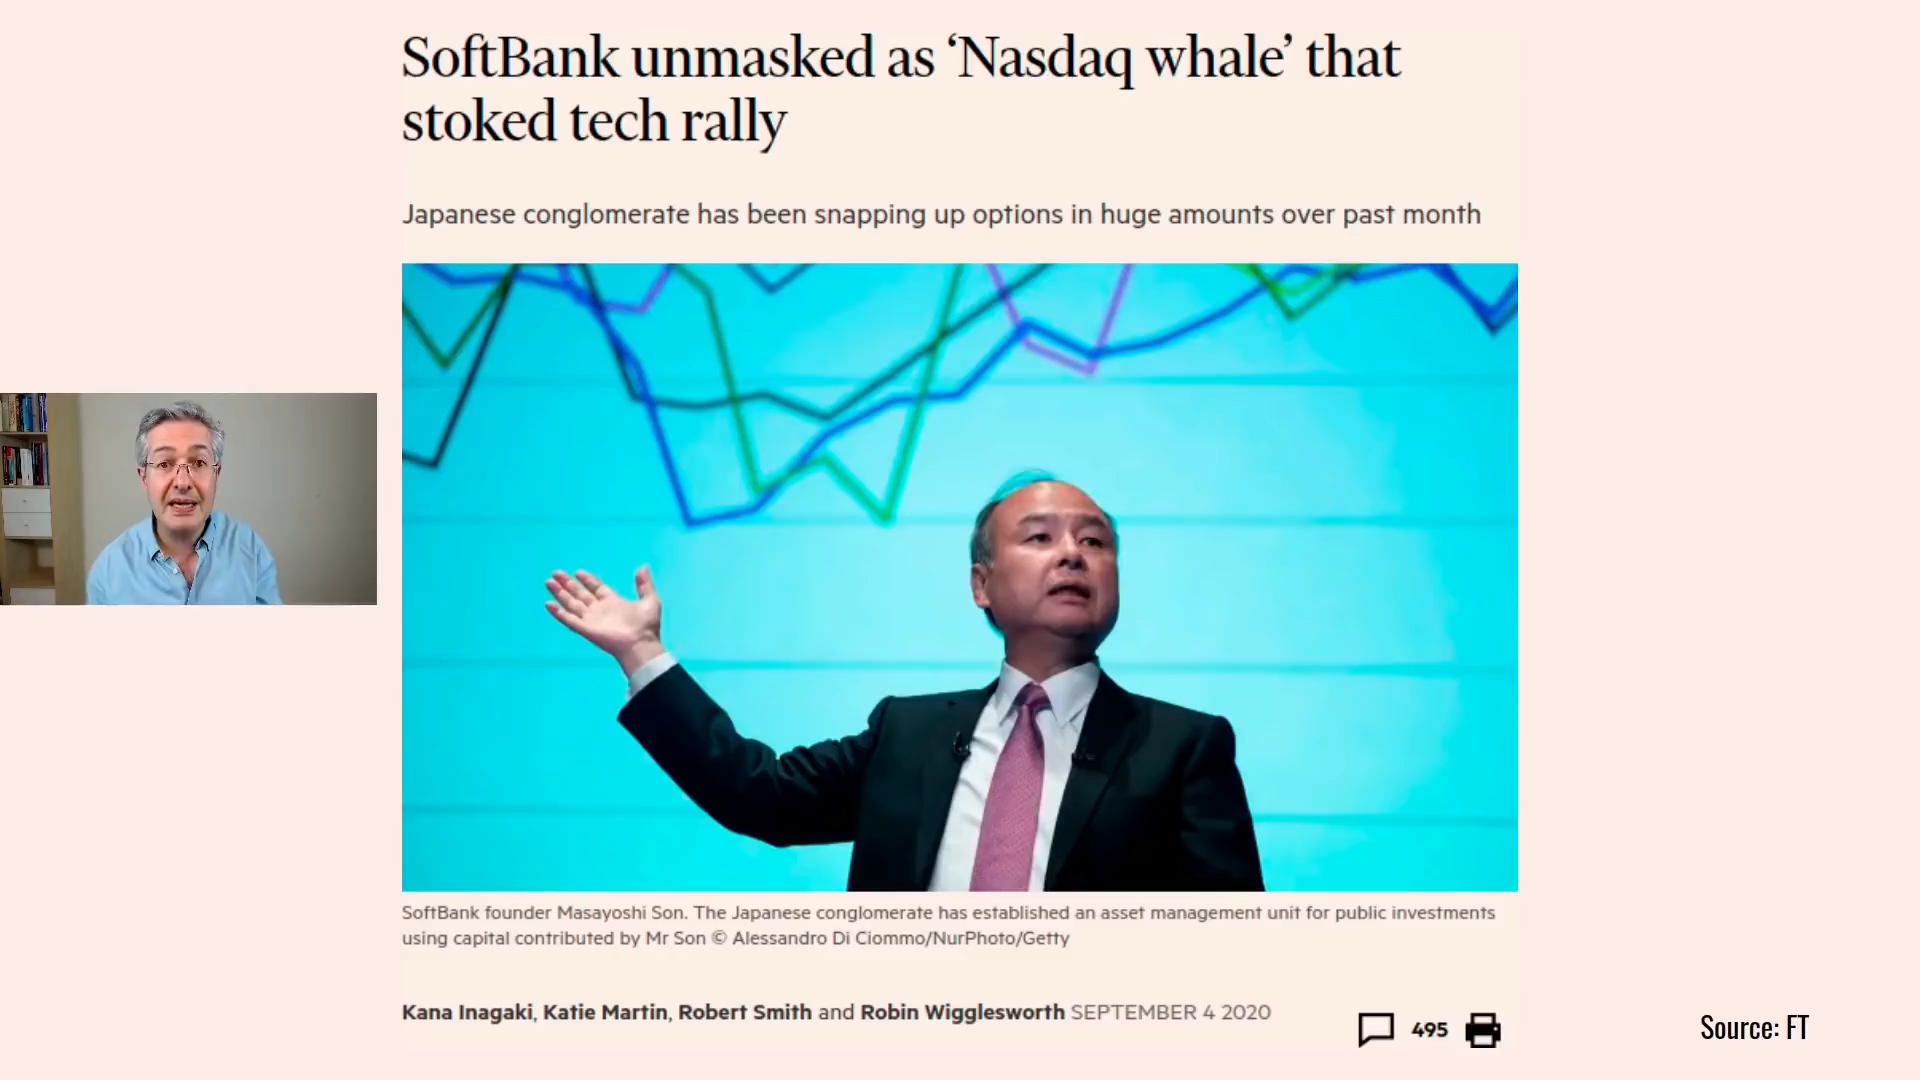 SoftBank unmasked as ‘Nasdaq whale’ that
stoked tech rally
Japanese conglomerate has been snapping up options in huge amounts over past month
SoftBank founder Masayoshi Son. The Japanese conglomerate has established an asset management unit for public investments
using capital contributed by Mr Son © Alessandro Di Ciommo/NurPhoto/Getty
Kana Inagaki, Katie Martin, Robert Smith and Robin Wigglesworth SEPTEMBER 4 2020
495
Source: FT